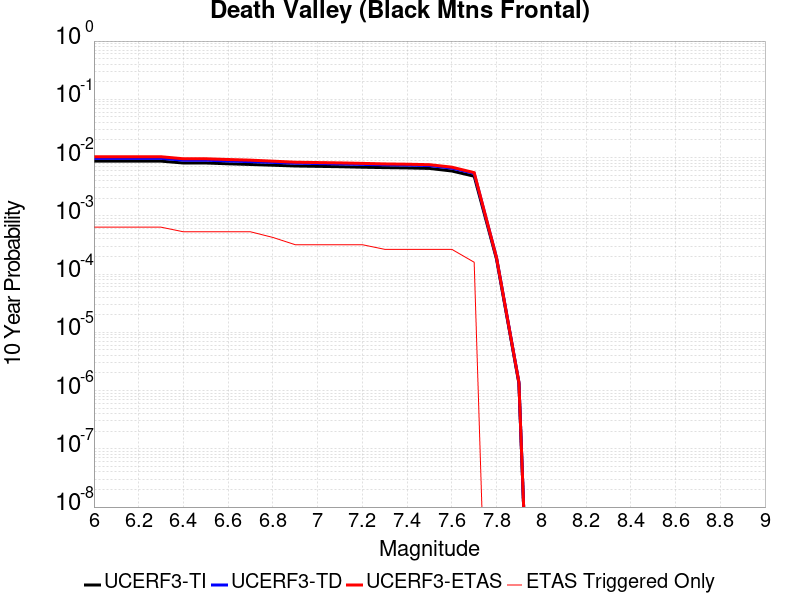 Death Valley (Black Mtns Frontal)
10 Year Probability
10^0
10^-1
10^-2
10^-3
10^-4
10^-5
10^-6
10^-7
10^-8
6 6.2 6.4 6.6 6.8 7 7.2 7.4 7.6 7.8 8 8.2 8.4 8.6 8.8 9
Magnitude
UCERF3-TI UCERF3-TD UCERF3-ETAS ETAS Triggered Only